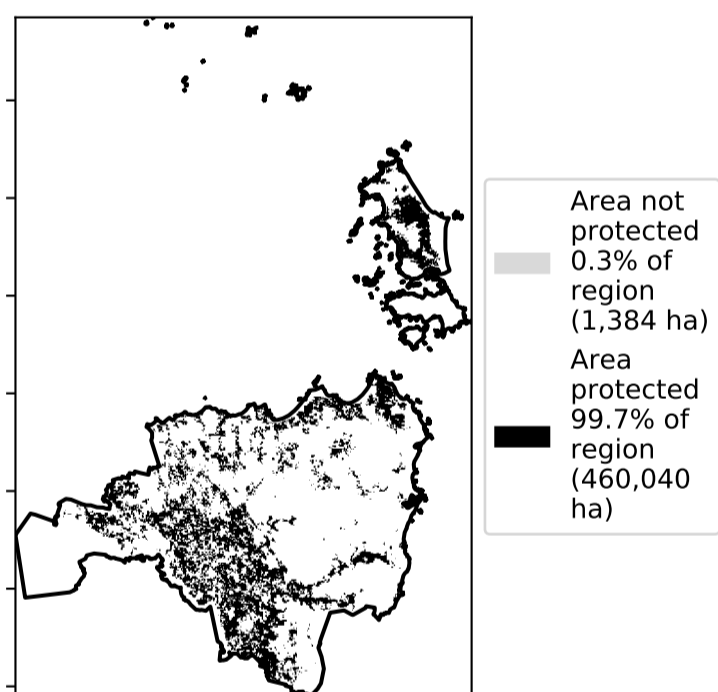 Area not
protected
0.3% of
region
(1,384 ha)
Area
protected
99.7% of
region
(460,040
ha)